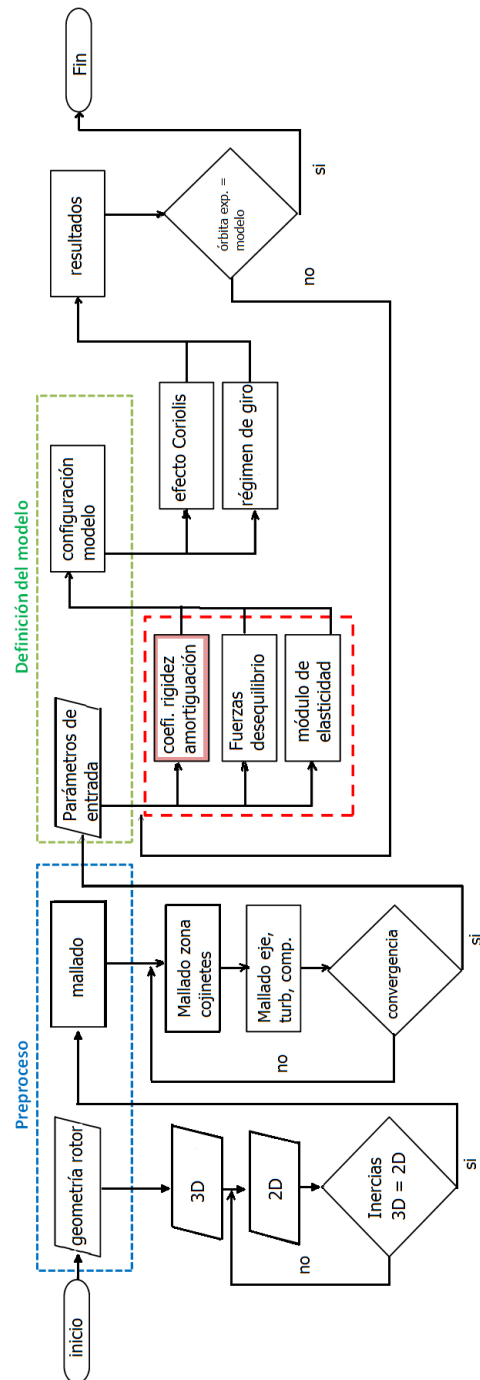 inicio
Preproceso
geometría rotor
3D
2D
Inercias
3D = 2D
no
si
mallado
Mallado zona
cojinetes
Mallado eje,
turb, comp.
convergencia
no
si
Definición del modelo
Parámetros de
entrada
coefi. rigidez
amortiguación
Fuerzas
desequilibrio
módulo de
elasticidad
configuración
modelo
efecto Coriolis
régimen de giro
resultados
órbita exp. =
modelo
no
si
Fin